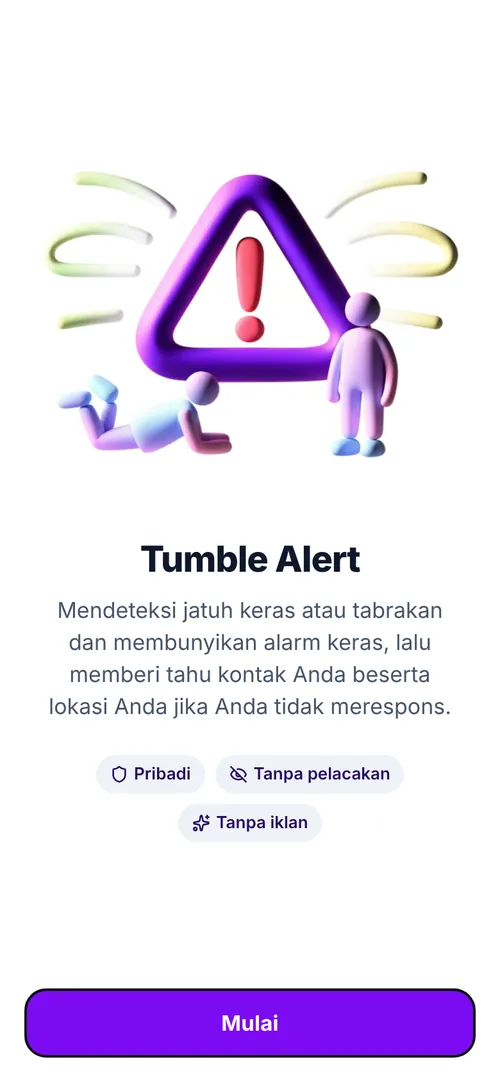 Tumble Alert
Mendeteksi jatuh keras atau tabrakan
dan membunyikan alarm keras, lalu
memberi tahu kontak Anda beserta
lokasi Anda jika Anda tidak merespons.
Pribadi
Tanpa pelacakan
Tanpa iklan
Mulai